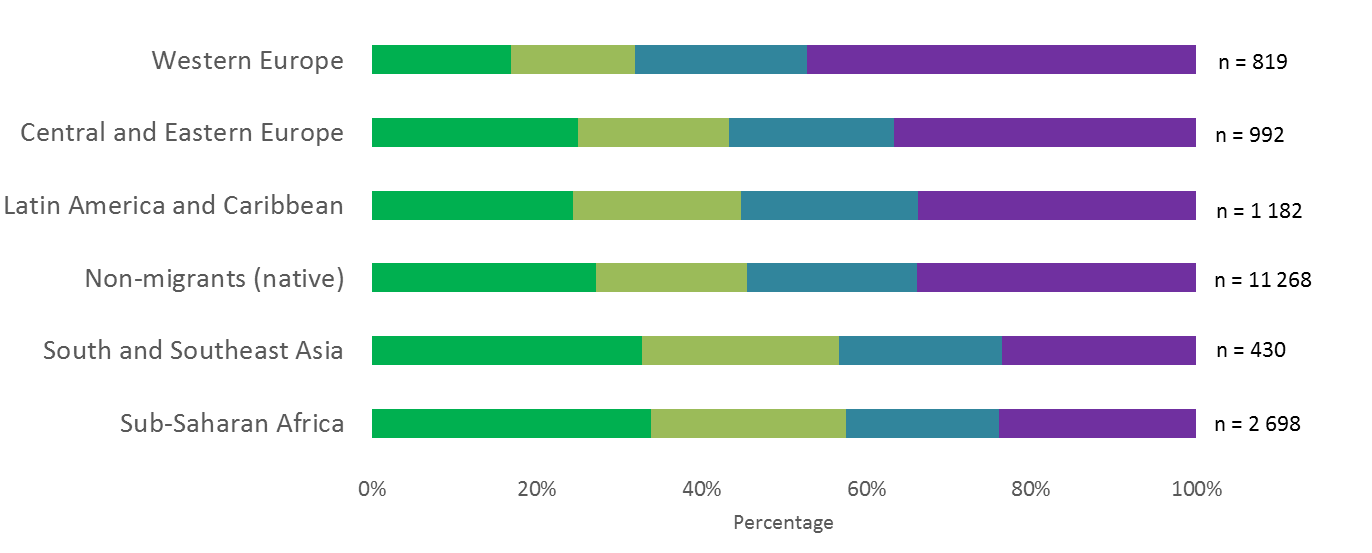 Western Europe
n = 819
Central and Eastern Europe
n = 992
Latin America and Caribbean
n = 1 182
Non-migrants (native)
n = 11 268
South and Southeast Asia
n = 430
Sub-Saharan Africa
n = 2 698
0% 20% 40% 60% 80% 100%
Percentage